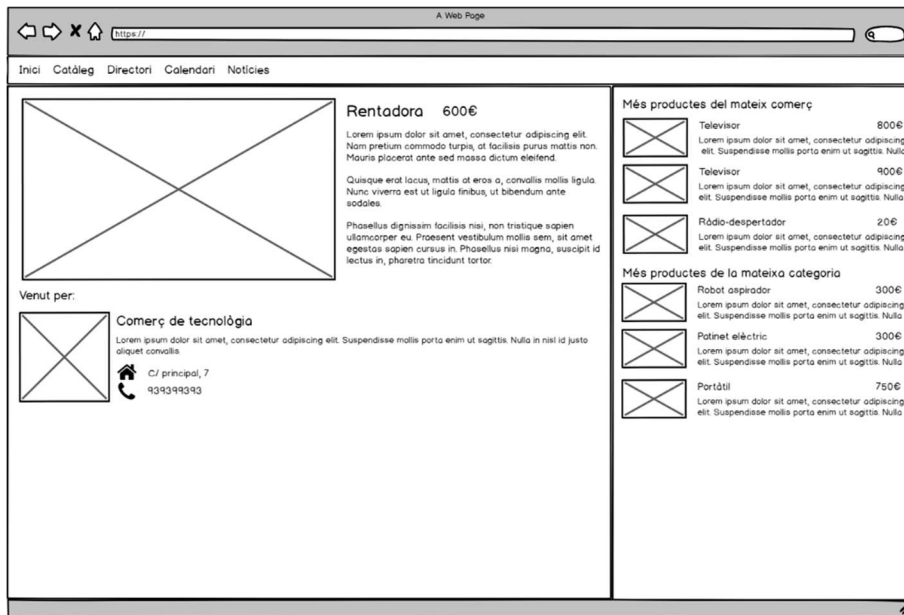 A Web Page
https://
Inici Catàleg Directori Calendari Notícies
Rentadora 600€
Lorem ipsum dolor sit amet, consectetur adipiscing elit.
Nam pretium commodo turpis, at facilisis purus mattis non.
Mauris placerat ante sed massa dictum eleifend.
Quisque erat lacus, mattis at eros a, convallis mollis ligula.
Nunc viverra est ut ligula finibus, ut bibendum ante
sodales.
Phasellus dignissim facilisis nisi, non tristique sapien
ullamcorper eu. Praesent vestibulum mollis sem, sit amet
egestas sapien cursus in. Phasellus nisi magna, suscipit id
lectus in, pharetra tincidunt tortor.
Venut per:
Comerç de tecnològia
Lorem ipsum dolor sit amet, consectetur adipiscing elit. Suspendisse mollis porta enim ut sagittis. Nulla in nisl id justo
aliquet convallis
C/ principal, 7
939399393
Més productes del mateix comerç
Televisor 800€
Lorem ipsum dolor sit amet, consectetur adipiscing
elit. Suspendisse mollis porta enim ut sagittis. Nulla
Televisor 900€
Lorem ipsum dolor sit amet, consectetur adipiscing
elit. Suspendisse mollis porta enim ut sagittis. Nulla
Ràdio-despertador 20€
Lorem ipsum dolor sit amet, consectetur adipiscing
elit. Suspendisse mollis porta enim ut sagittis. Nulla
Més productes de la mateixa categoria
Robot aspirador 300€
Lorem ipsum dolor sit amet, consectetur adipiscing
elit. Suspendisse mollis porta enim ut sagittis. Nulla
Patinet elèctric 300€
Lorem ipsum dolor sit amet, consectetur adipiscing
elit. Suspendisse mollis porta enim ut sagittis. Nulla
Portàtil 750€
Lorem ipsum dolor sit amet, consectetur adipiscing
elit. Suspendisse mollis porta enim ut sagittis. Nulla